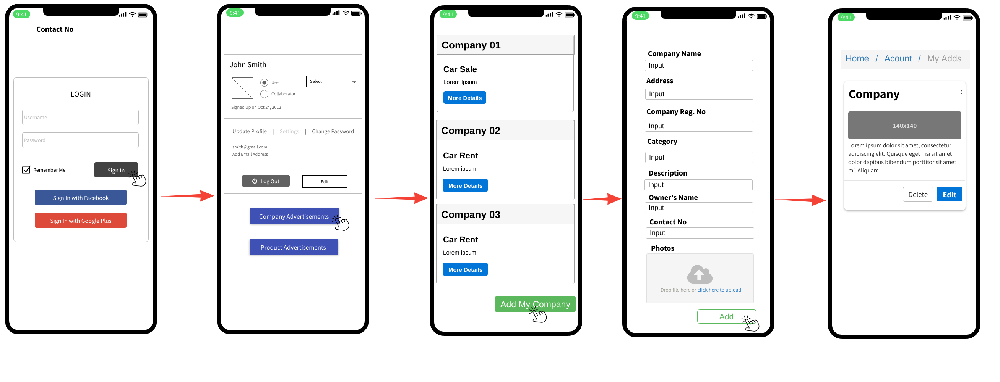 9:41
Contact No
LOGIN
Username
Password
Remember Me
Sign In
Sign In with Facebook
Sign In with Google Plus
9:41
John Smith
User
Select
Collaborator
Signed Up on Oct 24, 2012
Update Profile | Settings | Change Password
smith@gmail.com
Add Email Address
Log Out
Edit
Company Advertisements
Product Advertisements
9:41
Company 01
Car Sale
Lorem Ipsum
More Details
Company 02
Car Rent
Lorem ipsum
More Details
Company 03
Car Rent
Lorem ipsum
More Details
Add My Company
9:41
Company Name
Input
Address
Input
Company Reg. No
Input
Category
Input
Description
Input
Owner's Name
Input
Contact No
Input
Photos
Drop file here or click here to upload
Add
9:41
Home / Acount / My Adds
Company
140x140
Lorem ipsum dolor sit amet, consectetur
adipiscing elit. Quisque eget nisi sit amet
dolor dapibus bibendum porttitor sit amet
mi. Aliquam
Delete
Edit